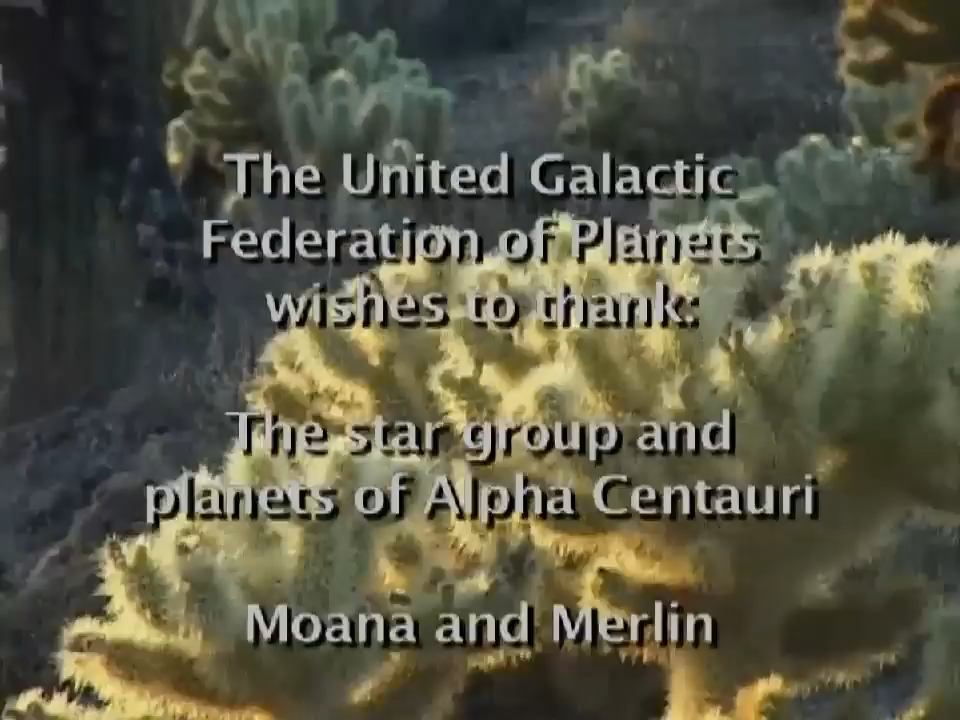 The United Galactic
Federation of Planets
wishes to thank:
The star group and
planets of Alpha Centauri
Moana and Merlin